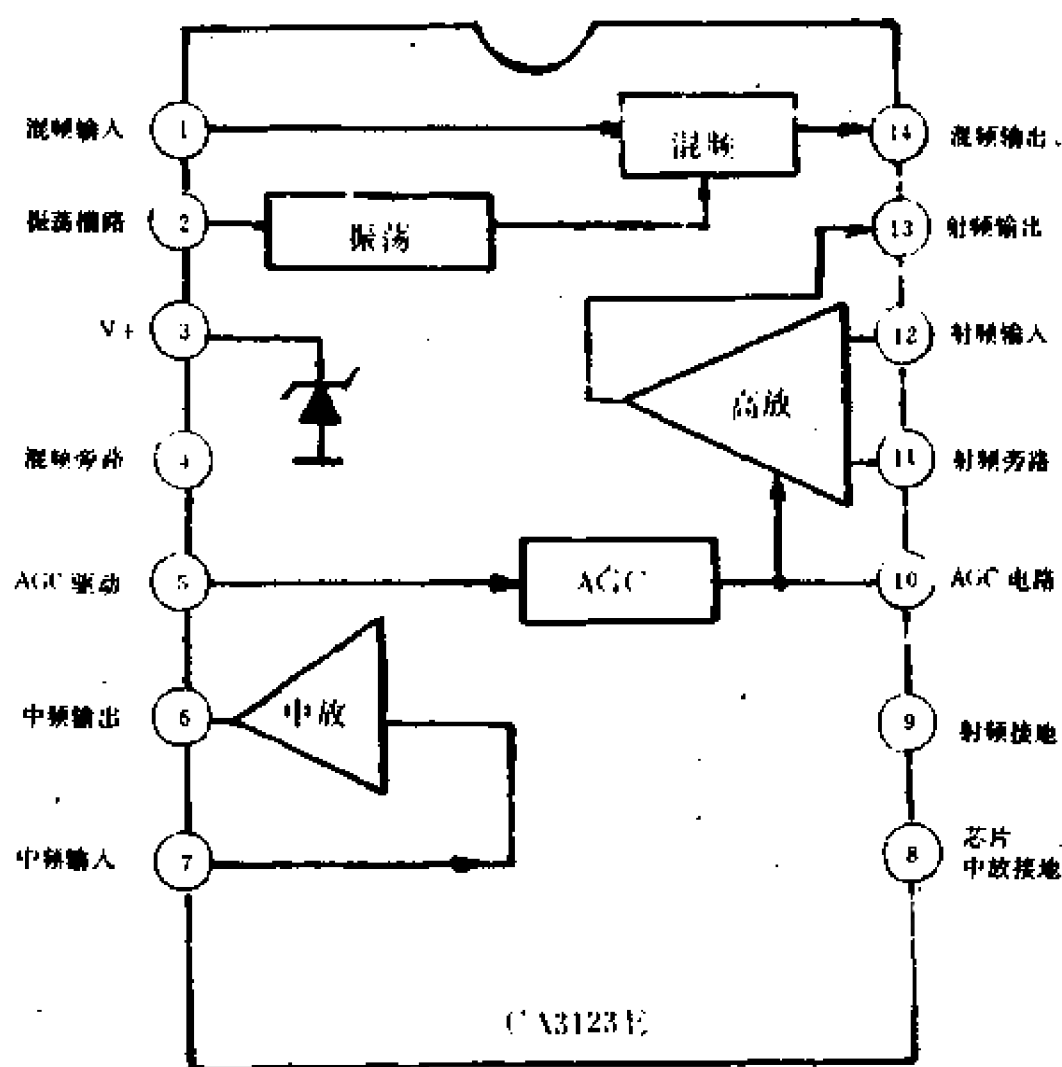 混频输入
1
混频
14
混频输出
振荡槽路
2
振荡
13
射频输出
V+
3
12
射频输入
高放
混频旁路
4
11
射频旁路
AGC 驱动
5
AGC
10
AGC 电路
中频输出
6
中放
9
射频接地
中频输入
7
8
芯片
中放接地
CA3123E